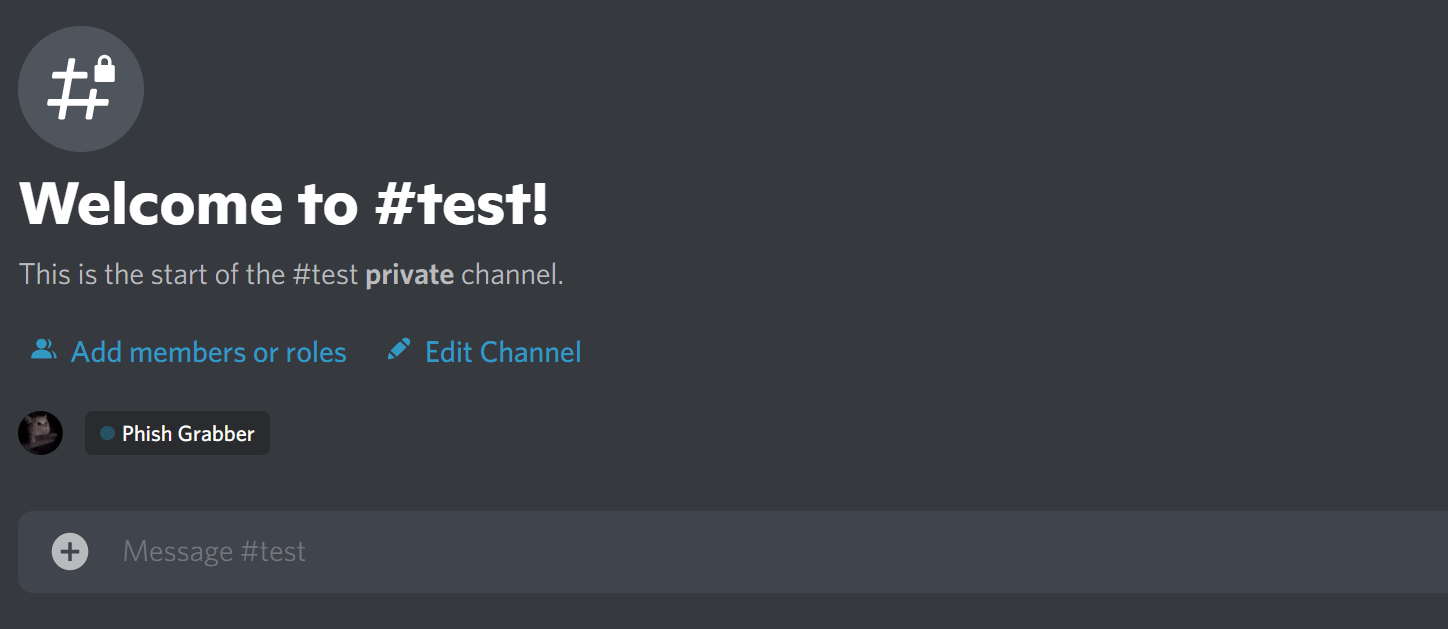 Welcome to #test!
This is the start of the #test private channel.
Add members or roles Edit Channel
Phish Grabber
Message #test